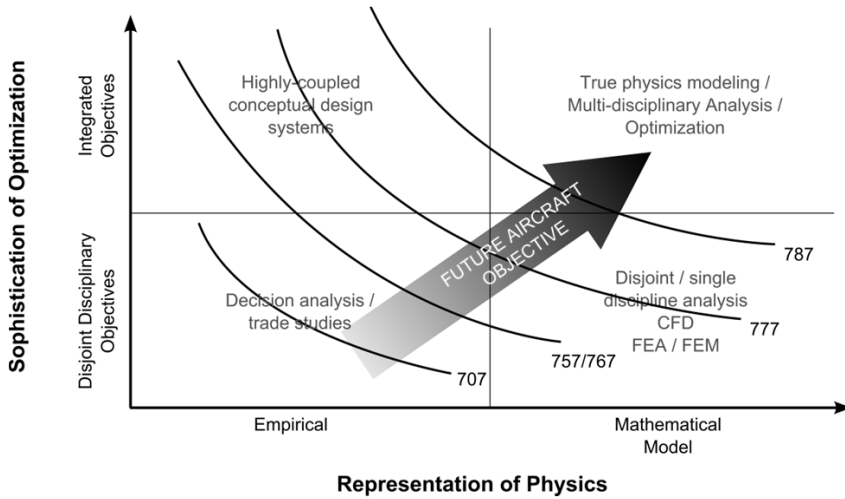 Sophistication of Optimization
Integrated
Objectives
Disjoint Disciplinary
Objectives
Highly-coupled
conceptual design
systems
True physics modeling /
Multi-disciplinary Analysis /
Optimization
FUTURE AIRCRAFT
OBJECTIVE
Decision analysis /
trade studies
Disjoint / single
discipline analysis
CFD
FEA / FEM
787
777
757/767
707
Empirical
Mathematical
Model
Representation of Physics